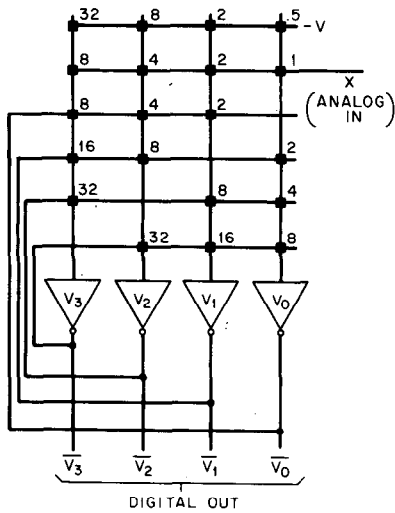 32 8 2 .5 -V
8 4 2 1
X
(ANALOG IN)
8 4 2
16 8 2
32 8 4
32 16 8
V3 V2 V1 V0
V̅3̅ V̅2̅ V̅1̅ V̅0̅
DIGITAL OUT